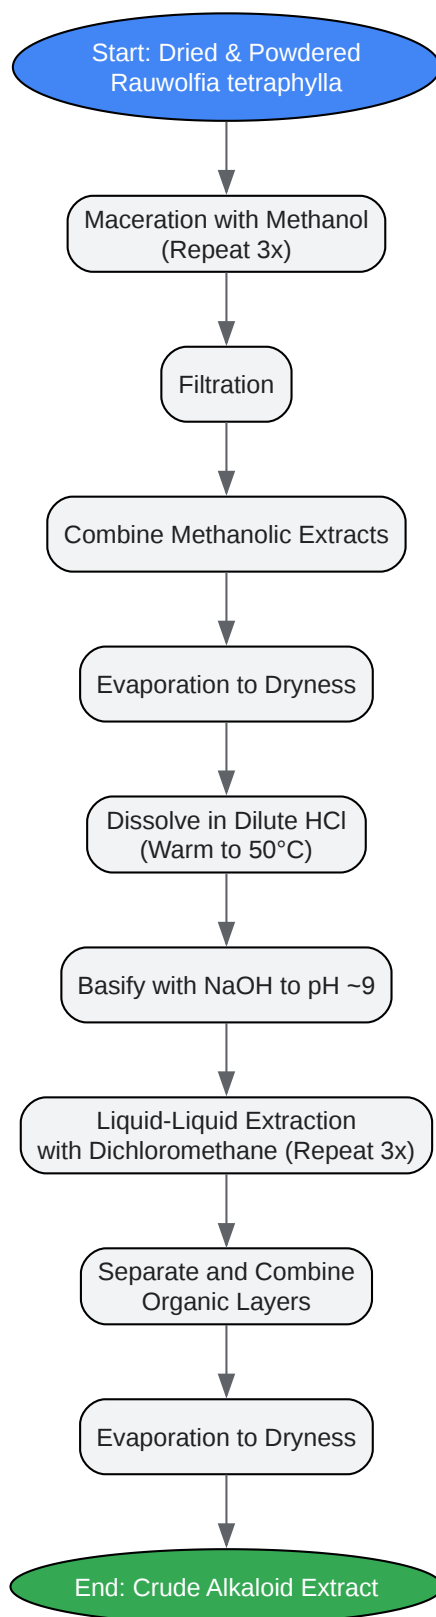 Start: Dried & Powdered
Rauwolfia tetraphylla
Maceration with Methanol
(Repeat 3x)
Filtration
Combine Methanolic Extracts
Evaporation to Dryness
Dissolve in Dilute HCl
(Warm to 50°C)
Basify with NaOH to pH ~9
Liquid-Liquid Extraction
with Dichloromethane (Repeat 3x)
Separate and Combine
Organic Layers
Evaporation to Dryness
End: Crude Alkaloid Extract